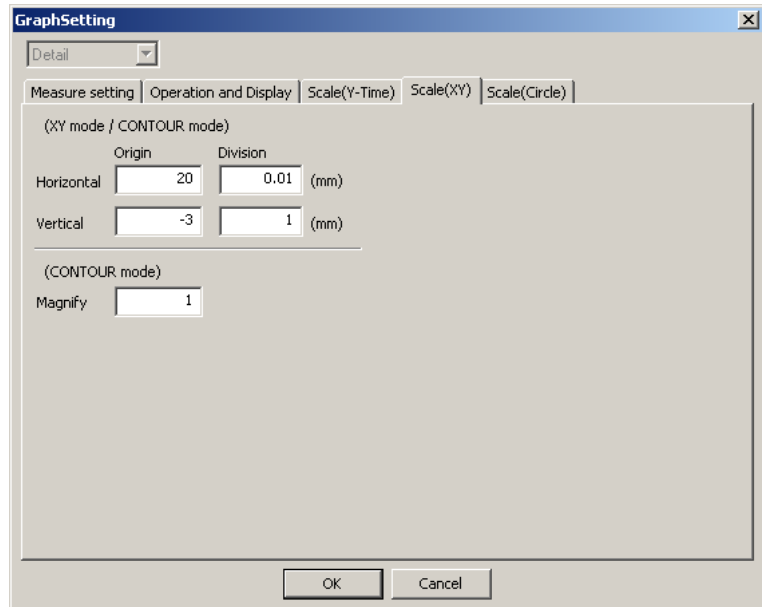 GraphSetting
Detail
Measure setting Operation and Display Scale(Y-Time) Scale(XY) Scale(Circle)
(XY mode / CONTOUR mode)
Origin Division
Horizontal 20 0.01 (mm)
Vertical -3 1 (mm)
(CONTOUR mode)
Magnify 1
OK Cancel